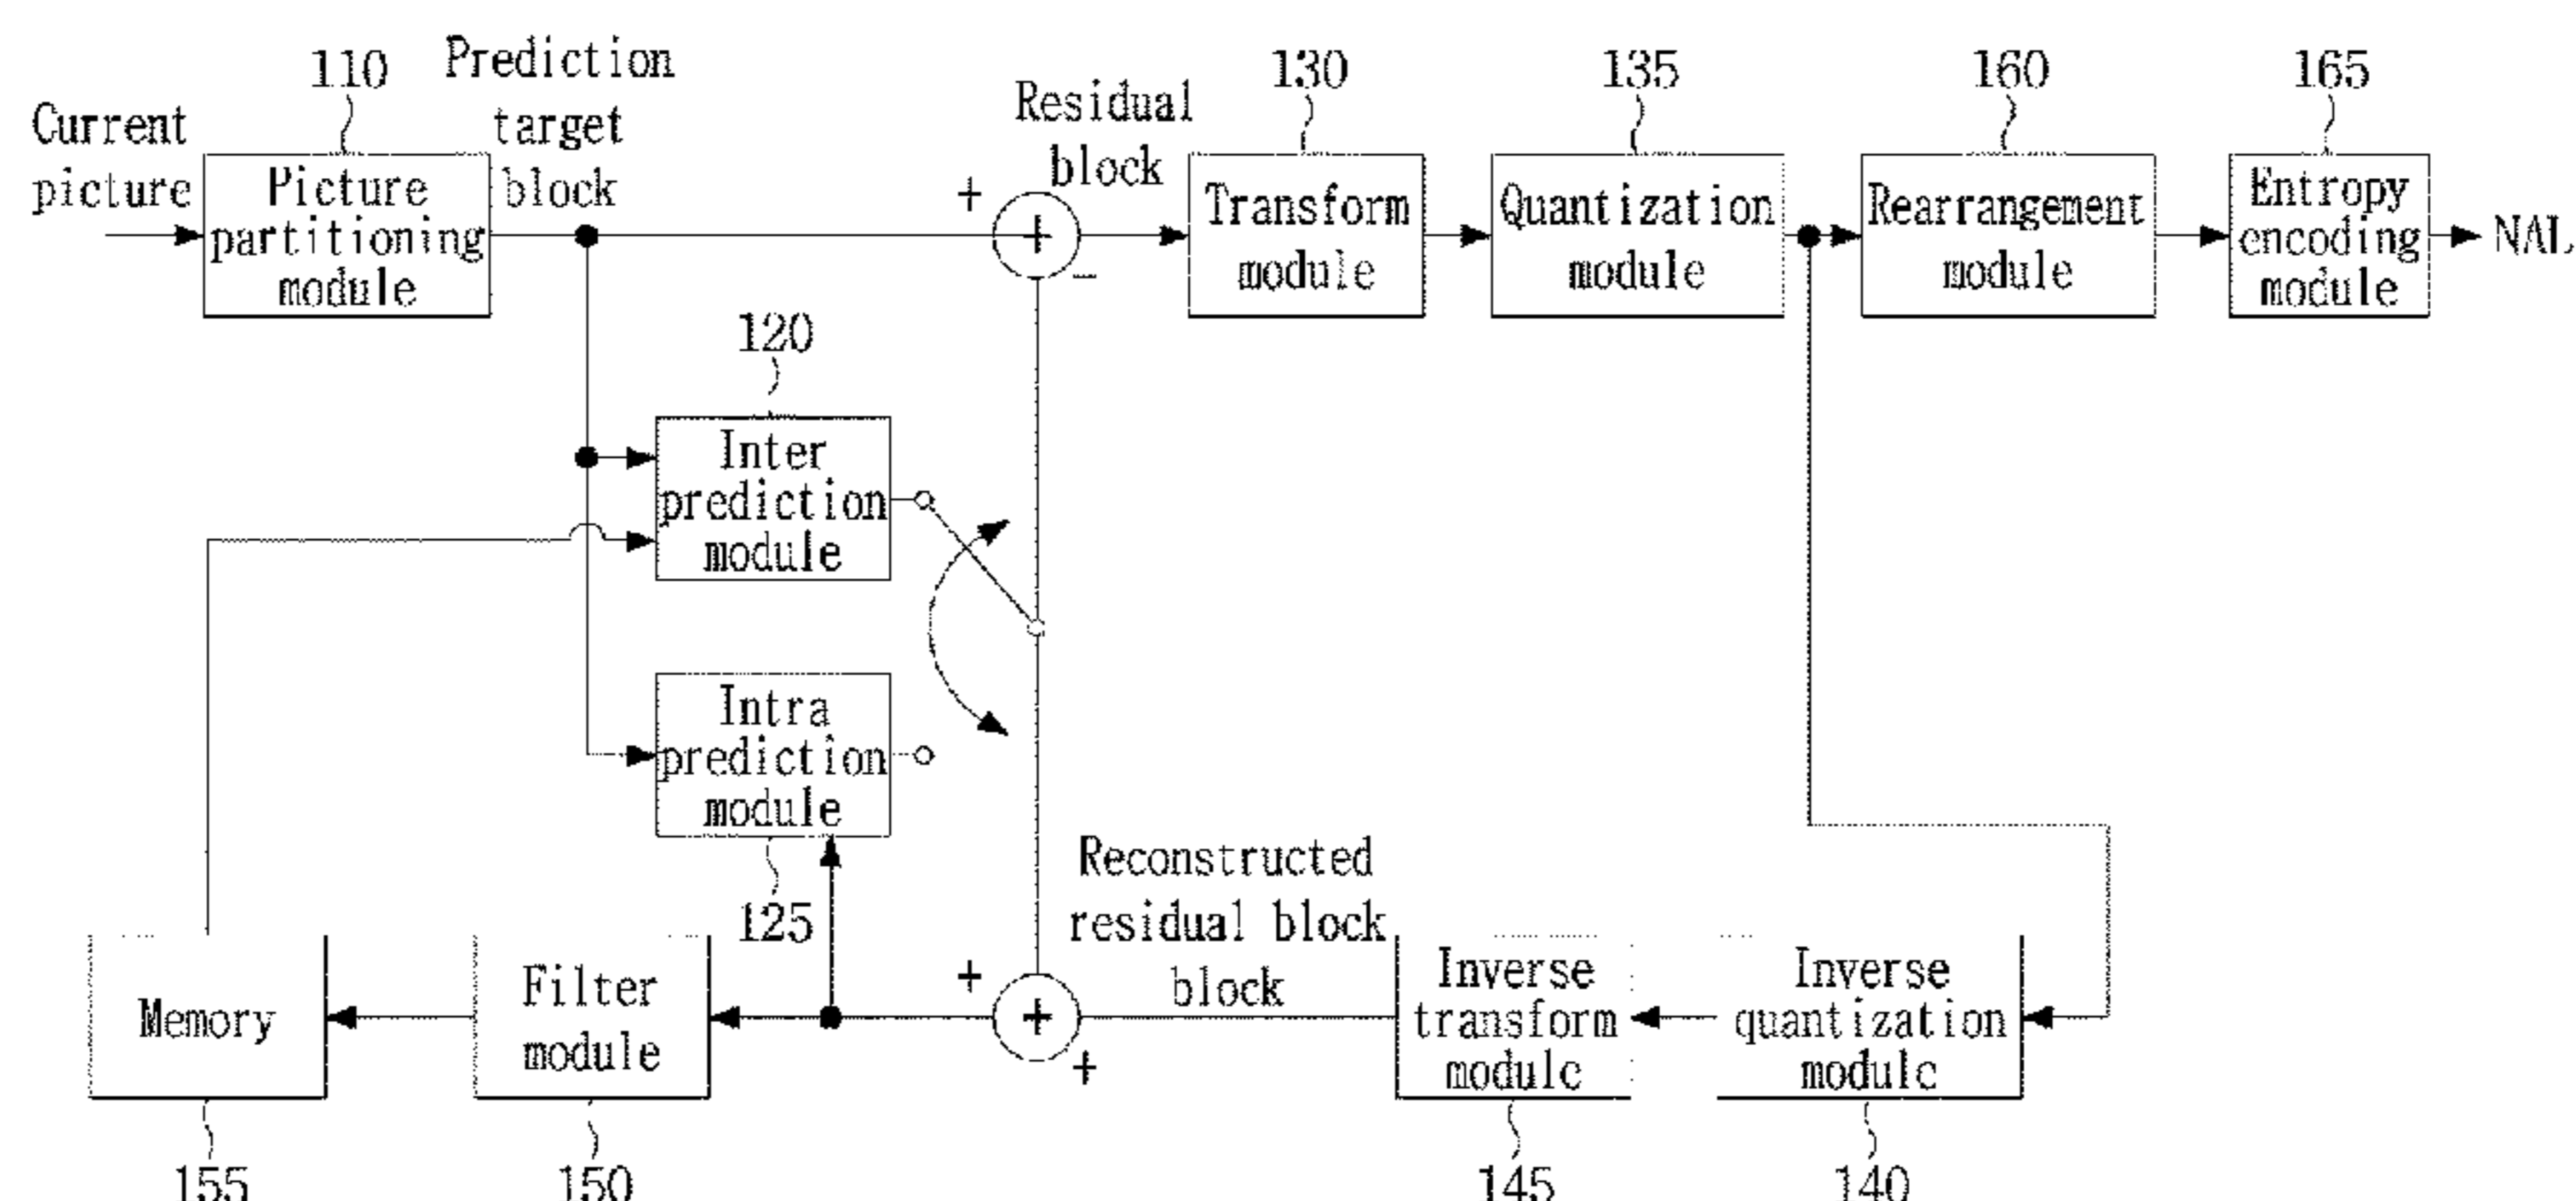 110
Prediction
target
block
Current
picture
Picture
partitioning
module
+
+
−
Residual
block
130
Transform
module
135
Quantization
module
160
Rearrangement
module
165
Entropy
encoding
module
NAL
120
Inter
prediction
module
Intra
prediction
module
125
Reconstructed
residual block
block
Memory
155
Filter
module
150
+
+
+
Inverse
transform
module
145
Inverse
quantization
module
140